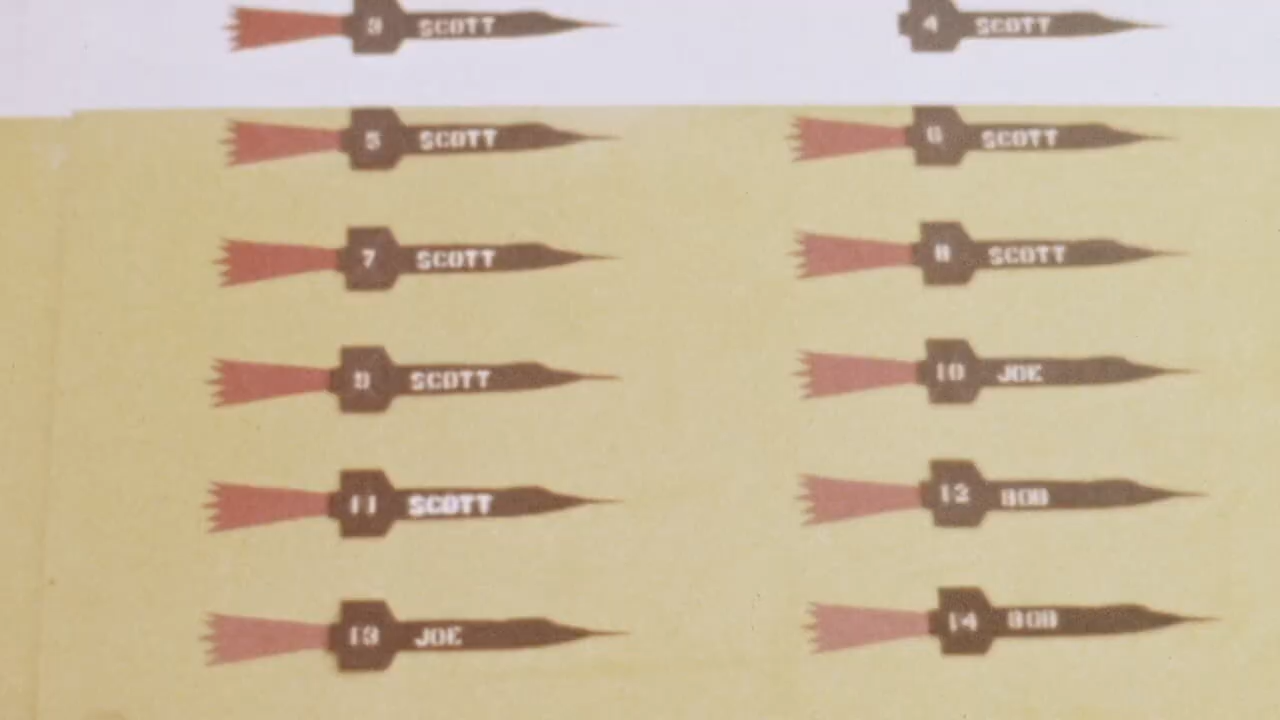 3 SCOTT 4 SCOTT
5 SCOTT 6 SCOTT
7 SCOTT 8 SCOTT
9 SCOTT 10 JOE
11 SCOTT 12 BOB
13 JOE 14 BOB